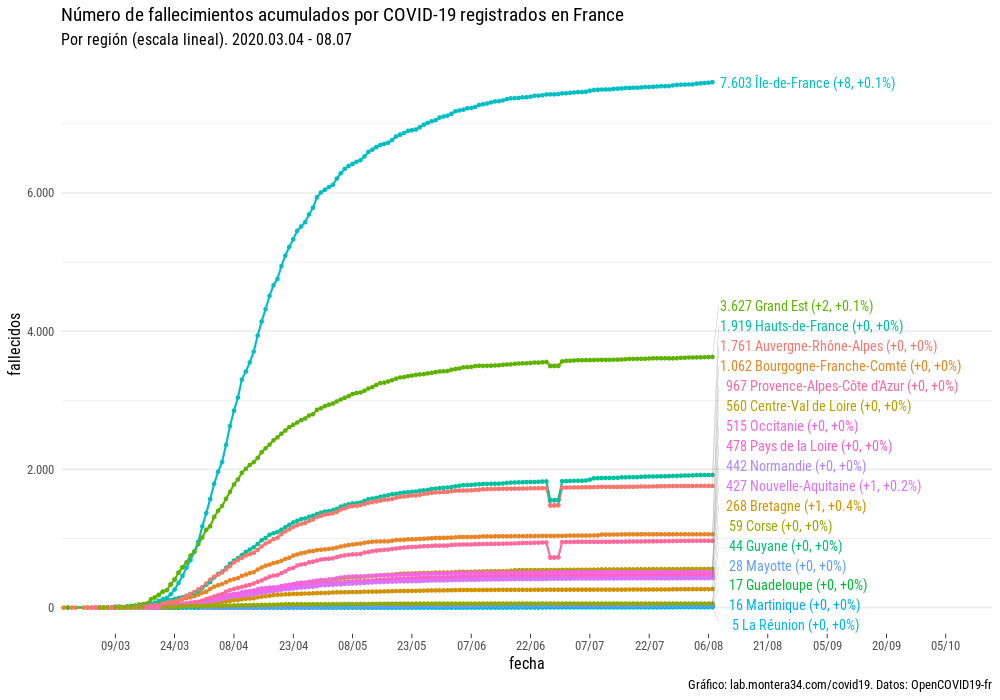 Número de fallecimientos acumulados por COVID-19 registrados en France
Por región (escala lineal). 2020.03.04 - 08.07
fallecidos
6.000
4.000
2.000
0
7.603 Île-de-France (+8, +0.1%)
3.627 Grand Est (+2, +0.1%)
1.919 Hauts-de-France (+0, +0%)
1.761 Auvergne-Rhône-Alpes (+0, +0%)
1.062 Bourgogne-Franche-Comté (+0, +0%)
967 Provence-Alpes-Côte d'Azur (+0, +0%)
560 Centre-Val de Loire (+0, +0%)
515 Occitanie (+0, +0%)
478 Pays de la Loire (+0, +0%)
442 Normandie (+0, +0%)
427 Nouvelle-Aquitaine (+1, +0.2%)
268 Bretagne (+1, +0.4%)
59 Corse (+0, +0%)
44 Guyane (+0, +0%)
28 Mayotte (+0, +0%)
17 Guadeloupe (+0, +0%)
16 Martinique (+0, +0%)
5 La Réunion (+0, +0%)
09/03 24/03 08/04 23/04 08/05 23/05 07/06 22/06 07/07 22/07 06/08 21/08 05/09 20/09 05/10
fecha
Gráfico: lab.montera34.com/covid19. Datos: OpenCOVID19-fr